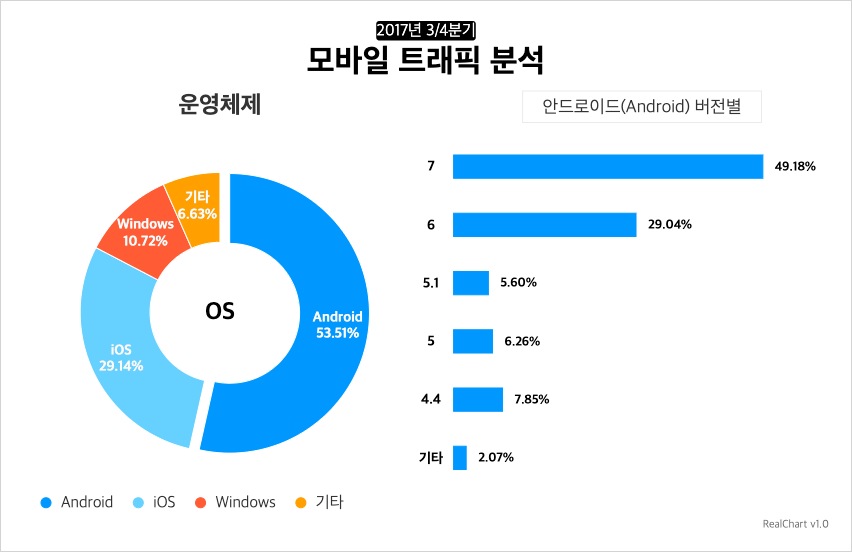 2017년 3/4분기
모바일 트래픽 분석
운영체제
기타
6.63%
Windows
10.72%
OS
Android
53.51%
iOS
29.14%
Android iOS Windows 기타
안드로이드(Android) 버전별
7 49.18%
6 29.04%
5.1 5.60%
5 6.26%
4.4 7.85%
기타 2.07%
RealChart v1.0